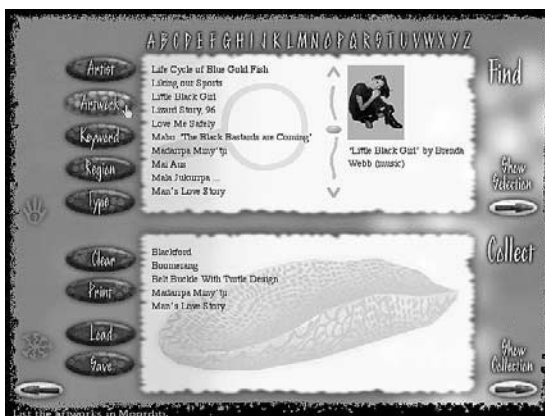 A B C D E F G H I J K L M N O P Q R S T U V W X Y Z
Artist
Artwork
Keyword
Region
Type
Life Cycle of Blue Gold Fish
Liking our Sports
Little Black Girl
Lizard Story, 96
Love Me Safely
Mabo 'The Black Bastards are Coming'
Madarrpa Miny'tji
Mai Aus
Mala Jukurrpa ...
Man's Love Story
'Little Black Girl' by Brenda
Webb (music)
Find
Show
Selection
Clear
Print
Load
Save
Blackford
Boomerang
Belt Buckle With Turtle Design
Madarrpa Miny'tji
Man's Love Story
Collect
Show
Collection
List the artworks in Moorditj.